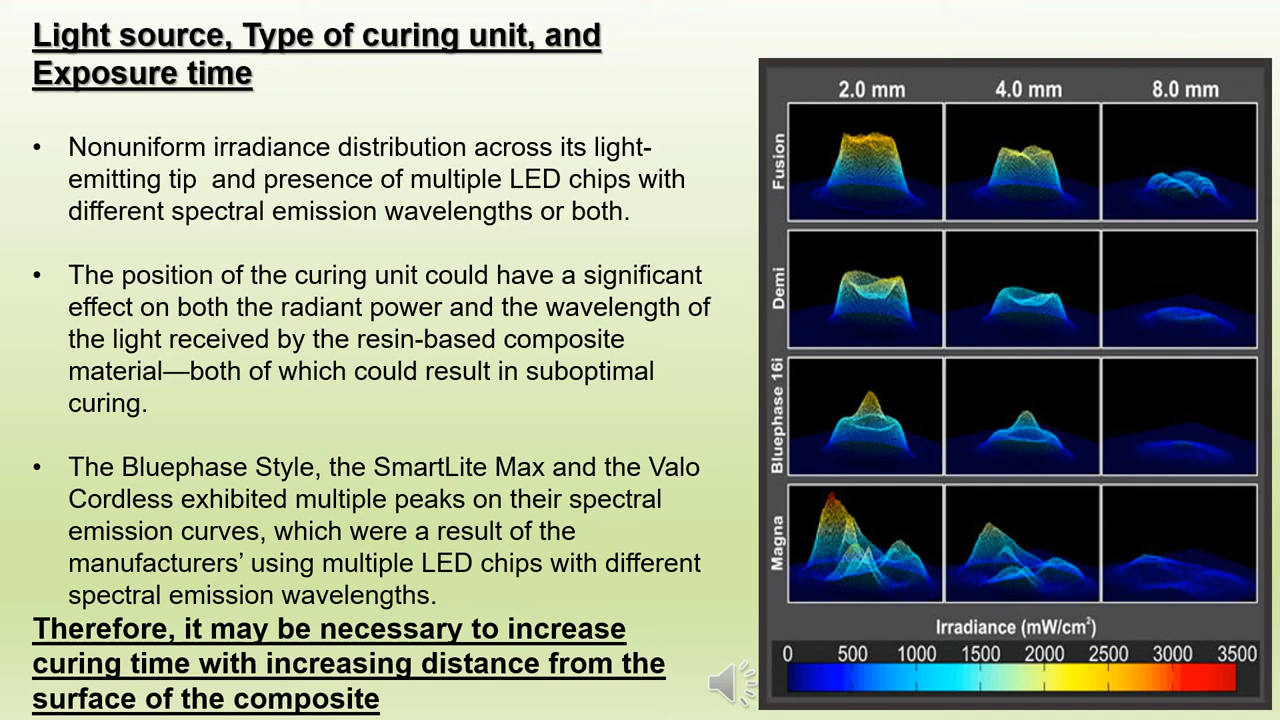 Light source, Type of curing unit, and
Exposure time
• Nonuniform irradiance distribution across its light-
emitting tip  and presence of multiple LED chips with
different spectral emission wavelengths or both.
• The position of the curing unit could have a significant
effect on both the radiant power and the wavelength of
the light received by the resin-based composite
material—both of which could result in suboptimal
curing.
• The Bluephase Style, the SmartLite Max and the Valo
Cordless exhibited multiple peaks on their spectral
emission curves, which were a result of the
manufacturers’ using multiple LED chips with different
spectral emission wavelengths.
Therefore, it may be necessary to increase
curing time with increasing distance from the
surface of the composite
2.0 mm 4.0 mm 8.0 mm
Fusion
Demi
Bluephase 16i
Magna
Irradiance (mW/cm²)
0 500 1000 1500 2000 2500 3000 3500